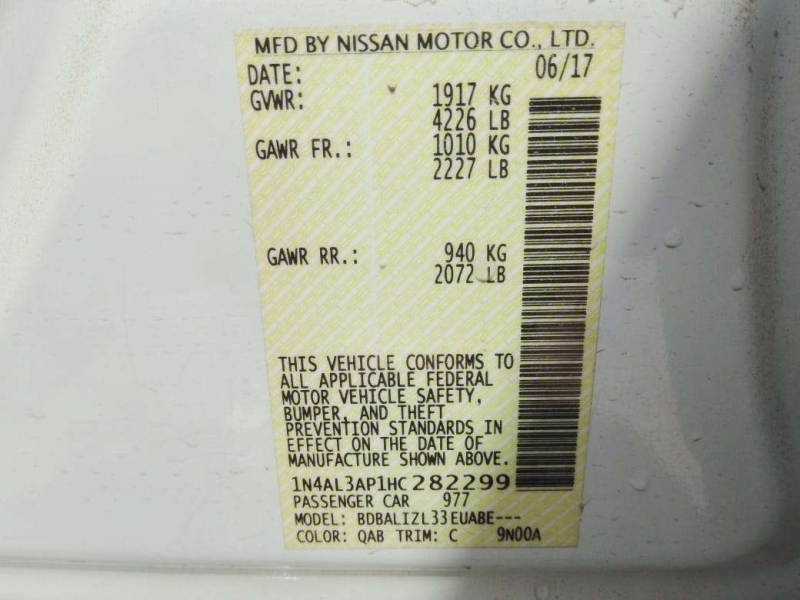 MFD BY NISSAN MOTOR CO., LTD.
DATE: 06/17
GVWR: 1917 KG
4226 LB
GAWR FR.: 1010 KG
2227 LB
GAWR RR.: 940 KG
2072 LB
THIS VEHICLE CONFORMS TO
ALL APPLICABLE FEDERAL
MOTOR VEHICLE SAFETY,
BUMPER, AND THEFT
PREVENTION STANDARDS IN
EFFECT ON THE DATE OF
MANUFACTURE SHOWN ABOVE.
1N4AL3AP1HC282299
PASSENGER CAR 977
MODEL: BDBALIZL33EUABE---
COLOR: QAB TRIM: C 9N00A